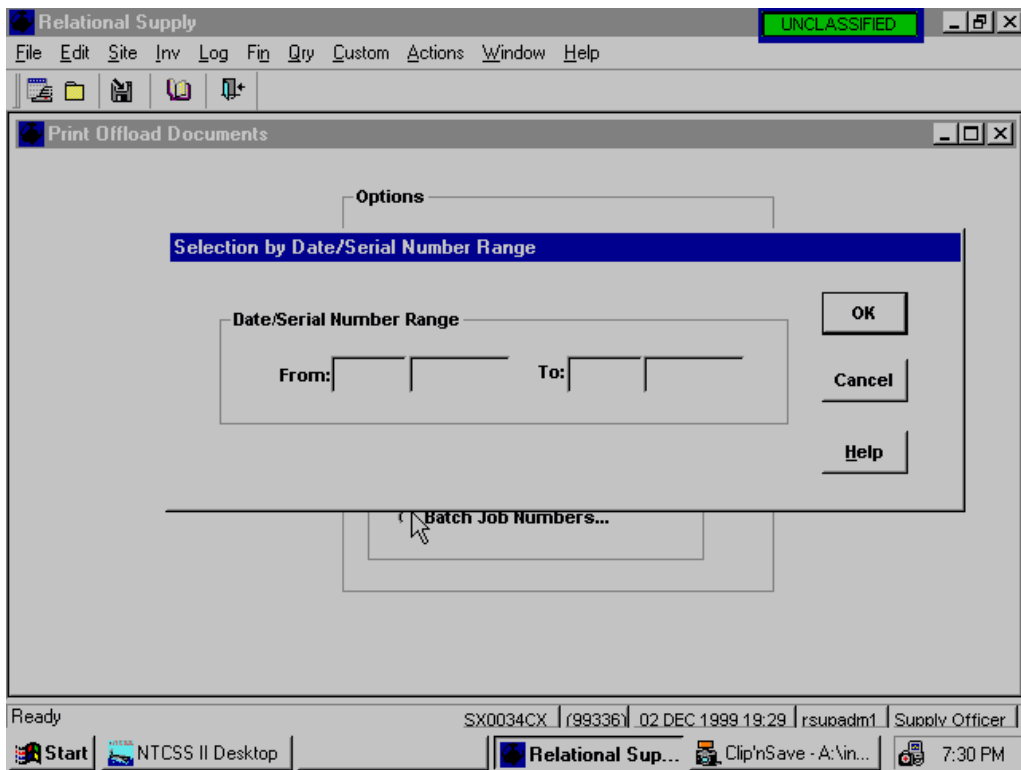 Relational Supply
UNCLASSIFIED
File Edit Site Inv Log Fin Qry Custom Actions Window Help
Print Offload Documents
Options
Selection by Date/Serial Number Range
Date/Serial Number Range
OK
From: To:
Cancel
Help
Batch Job Numbers...
Ready SX0034CX (99336) 02 DEC 1999 19:29 rsupadm1 Supply Officer
Start NTCSS II Desktop Relational Sup... Clip'nSave - A:\in... 7:30 PM